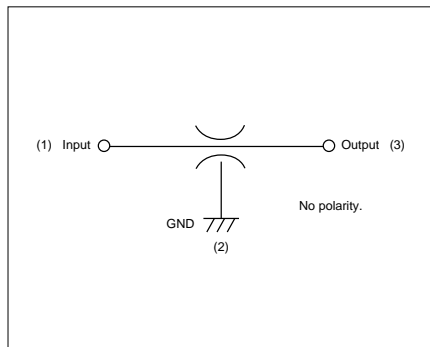 (1) Input Output (3)
No polarity.
GND
(2)